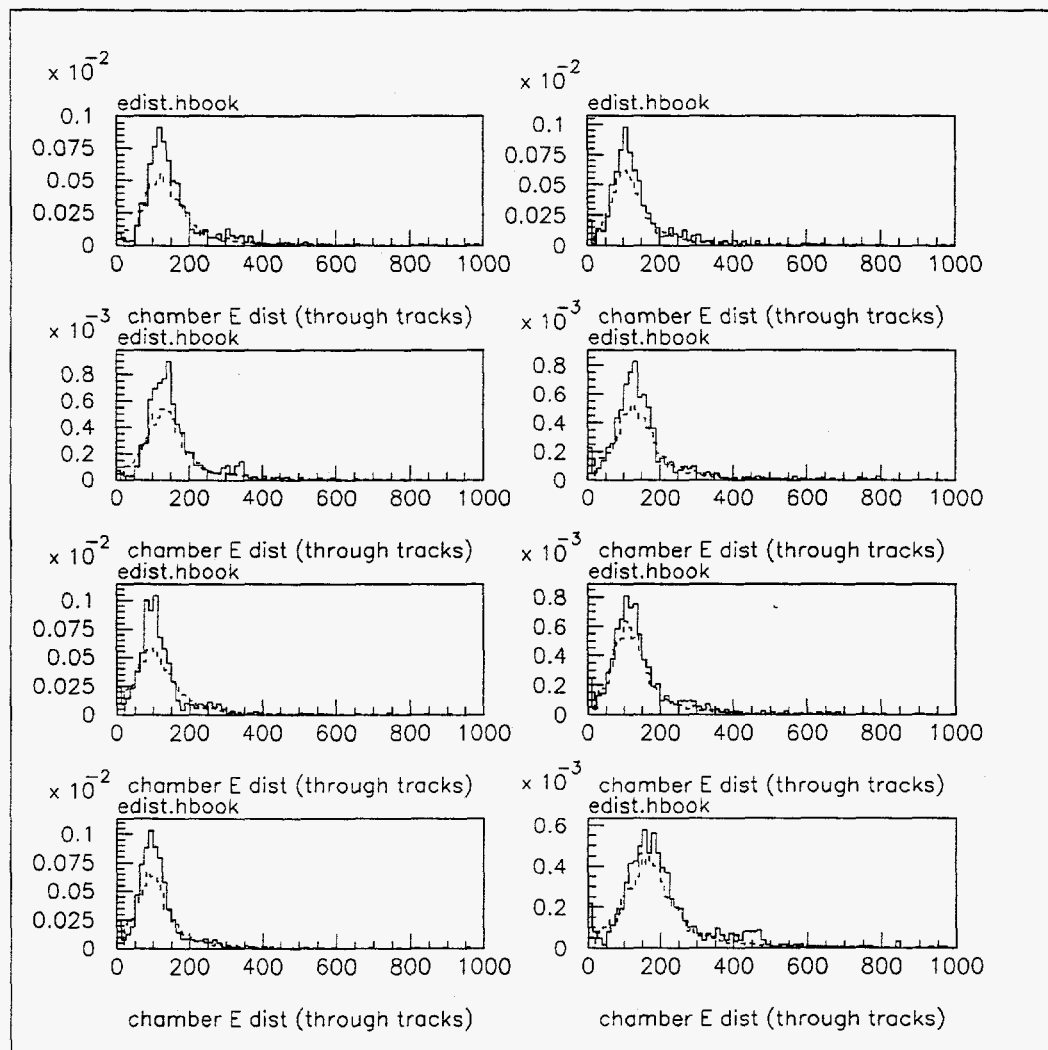 x 10^-2 x 10^-2
edist.hbook edist.hbook
0.1 0.1
0.075 0.075
0.05 0.05
0.025 0.025
0 0
0 200 400 600 800 1000 0 200 400 600 800 1000
chamber E dist (through tracks) chamber E dist (through tracks)
x 10^-3 x 10^-3
edist.hbook edist.hbook
0.8 0.8
0.6 0.6
0.4 0.4
0.2 0.2
0 0
0 200 400 600 800 1000 0 200 400 600 800 1000
chamber E dist (through tracks) chamber E dist (through tracks)
x 10^-2 x 10^-3
edist.hbook edist.hbook
0.1 0.8
0.075 0.6
0.05 0.4
0.025 0.2
0 0
0 200 400 600 800 1000 0 200 400 600 800 1000
chamber E dist (through tracks) chamber E dist (through tracks)
x 10^-2 x 10^-3
edist.hbook edist.hbook
0.1 0.6
0.075 0.4
0.05 0.2
0.025 0
0
0 200 400 600 800 1000 0 200 400 600 800 1000
chamber E dist (through tracks) chamber E dist (through tracks)